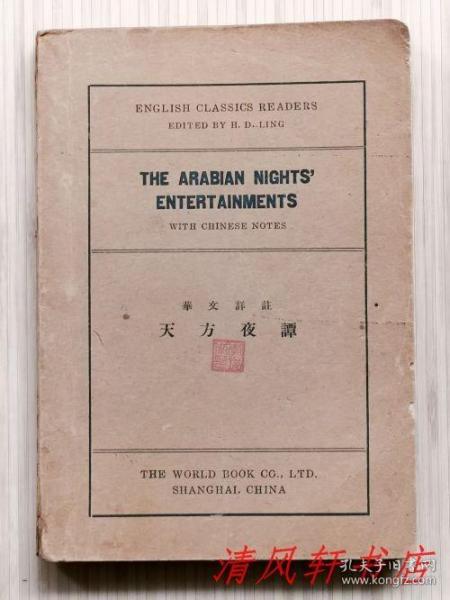 ENGLISH CLASSICS READERS
EDITED BY H. D. LING
THE ARABIAN NIGHTS'
ENTERTAINMENTS
WITH CHINESE NOTES
華文詳註
天方夜譚
THE WORLD BOOK CO., LTD.
SHANGHAI, CHINA
清风轩书店
孔夫子旧书网
www.kongfz.com